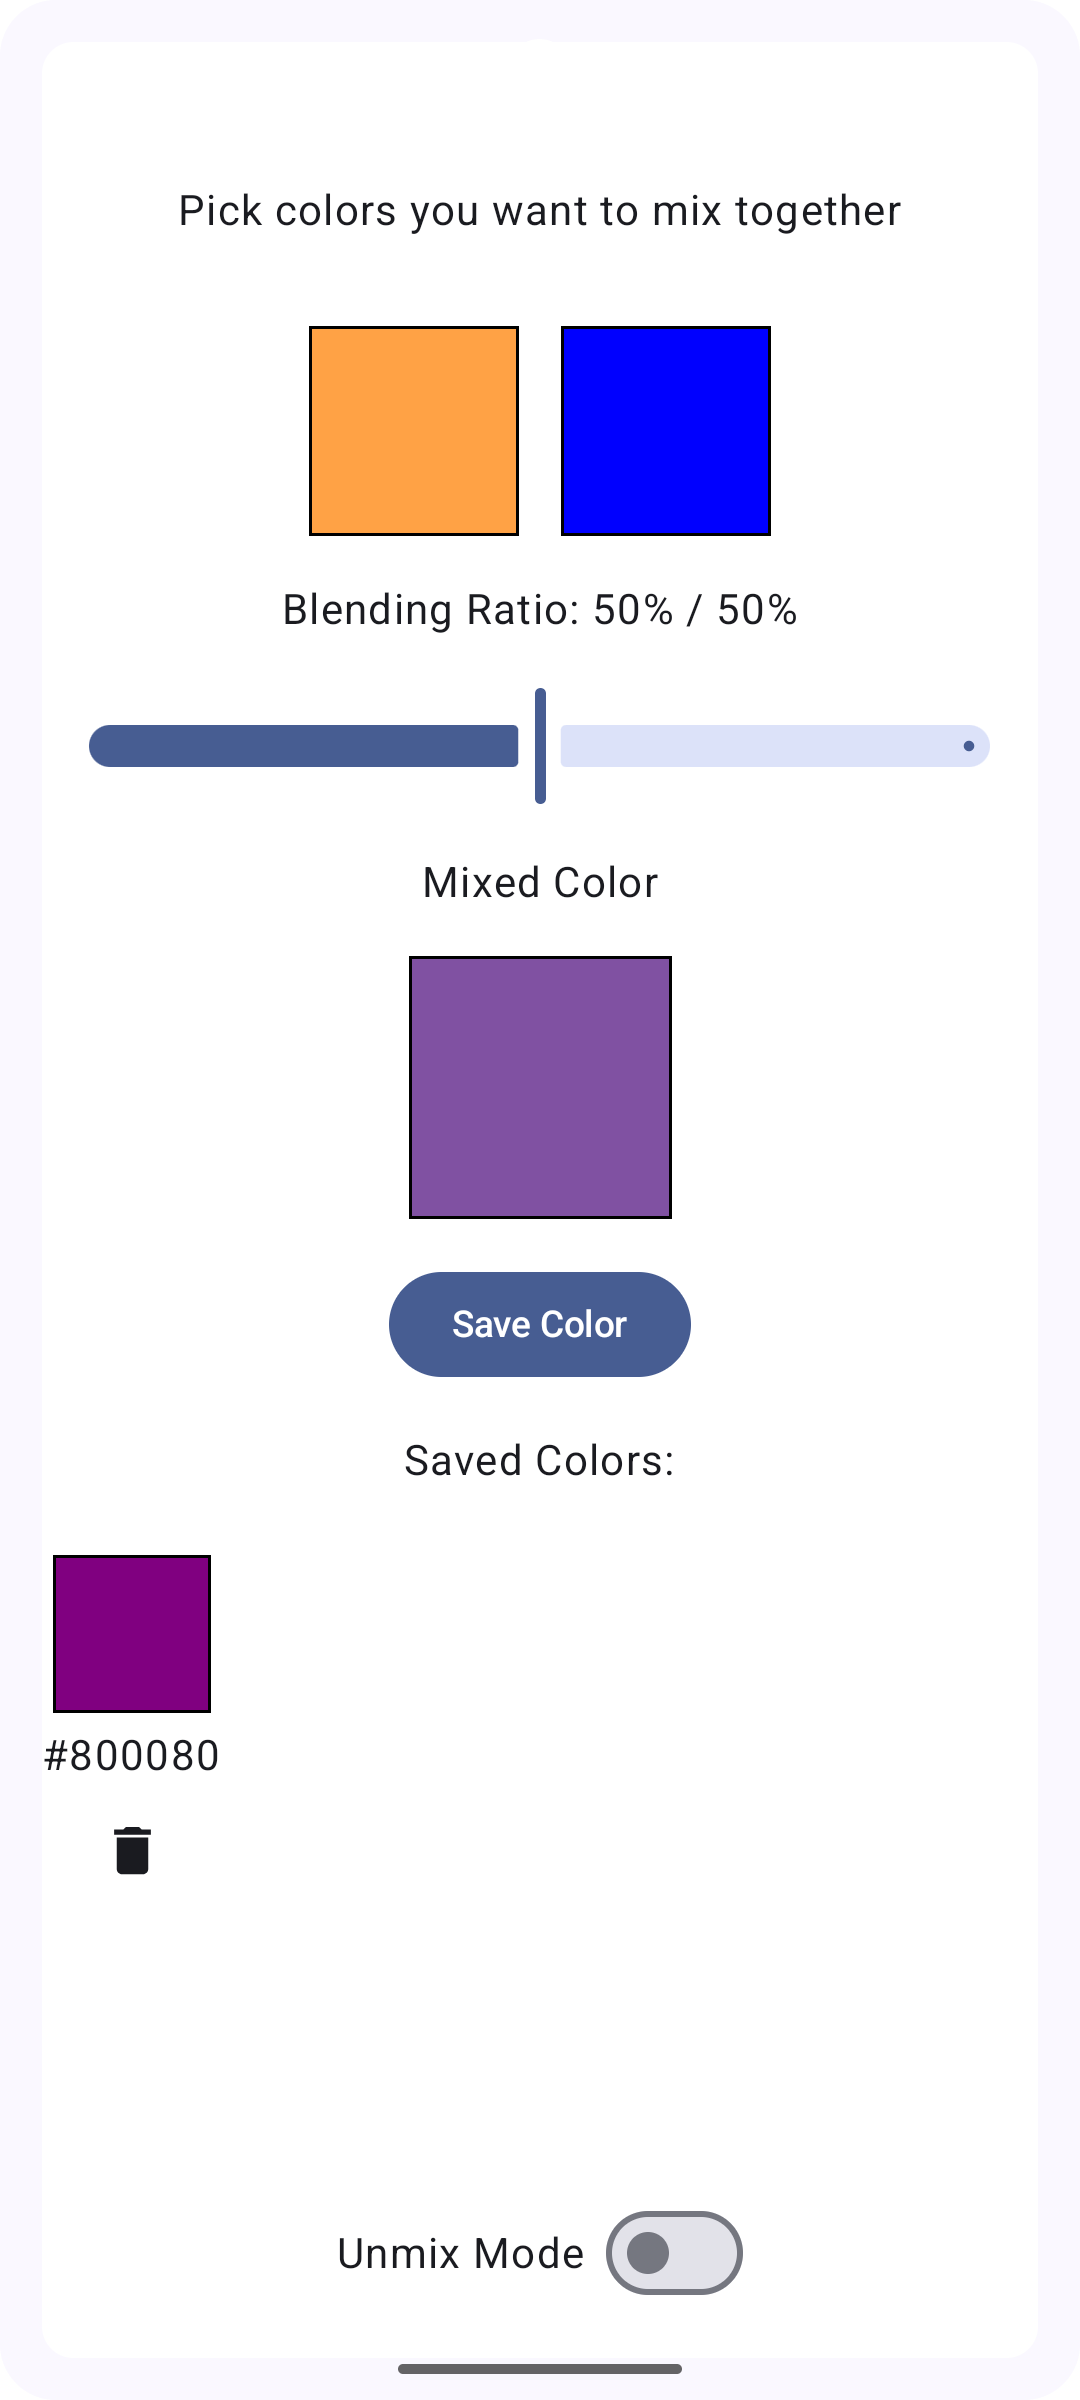 Pick colors you want to mix together
Blending Ratio: 50% / 50%
Mixed Color
Save Color
Saved Colors:
#800080
Unmix Mode